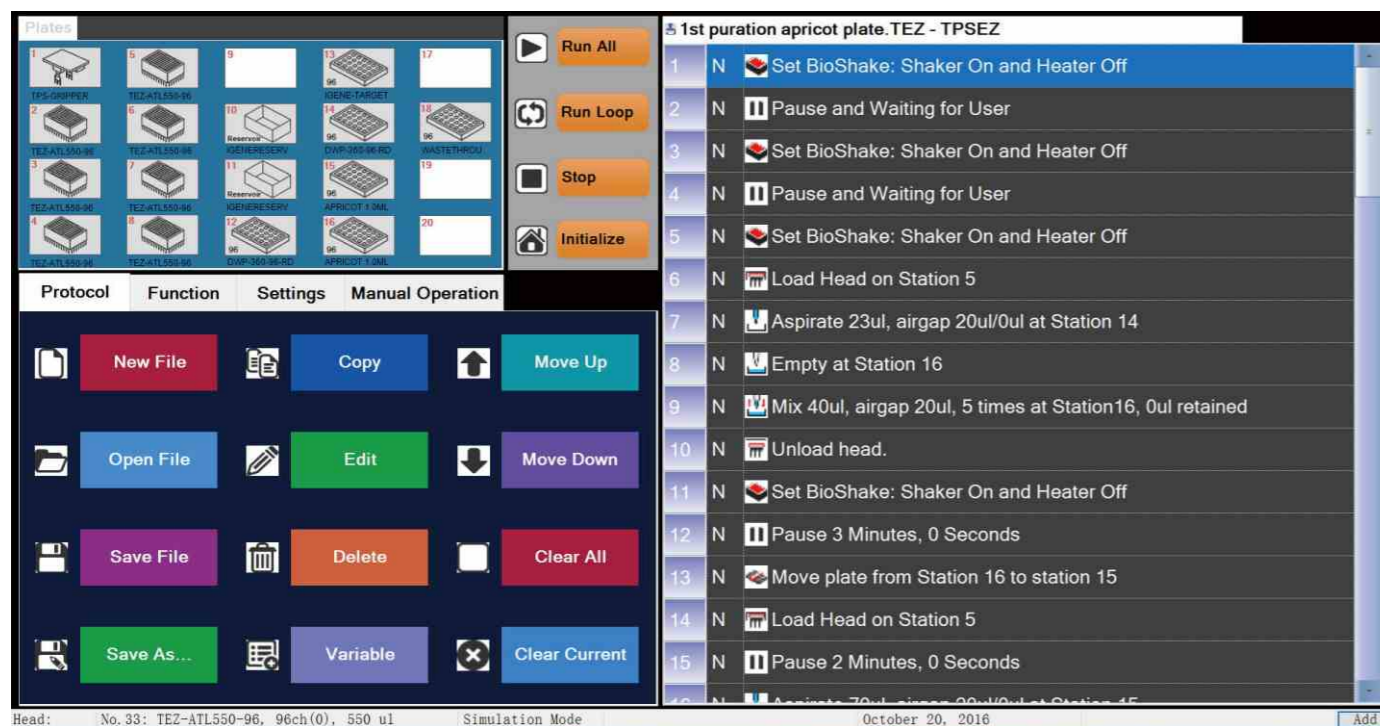 Plates
1
TPS-GRIPPER
5
TEZ-ATL550-96
9
13
96
IGENE-TARGET
17
2
TEZ-ATL550-96
6
TEZ-ATL550-96
10
Reservoir
IGENERESERV
14
96
DWP-360-96-RD
18
96
WASTETHROU
3
TEZ-ATL550-96
7
TEZ-ATL550-96
11
Reservoir
IGENERESERV
15
96
APRICOT 1.0ML
19
4
TEZ-ATL550-96
8
TEZ-ATL550-96
12
96
DWP-360-96-RD
16
96
APRICOT 1.0ML
20
Run All
Run Loop
Stop
Initialize
Protocol Function Settings Manual Operation
New File Copy Move Up
Open File Edit Move Down
Save File Delete Clear All
Save As... Variable Clear Current
1st puration apricot plate.TEZ - TPSEZ
1 N Set BioShake: Shaker On and Heater Off
2 N Pause and Waiting for User
3 N Set BioShake: Shaker On and Heater Off
4 N Pause and Waiting for User
5 N Set BioShake: Shaker On and Heater Off
6 N Load Head on Station 5
7 N Aspirate 23ul, airgap 20ul/0ul at Station 14
8 N Empty at Station 16
9 N Mix 40ul, airgap 20ul, 5 times at Station16, 0ul retained
10 N Unload head.
11 N Set BioShake: Shaker On and Heater Off
12 N Pause 3 Minutes, 0 Seconds
13 N Move plate from Station 16 to station 15
14 N Load Head on Station 5
15 N Pause 2 Minutes, 0 Seconds
Head: No.33: TEZ-ATL550-96, 96ch(0), 550 ul Simulation Mode October 20, 2016 Add